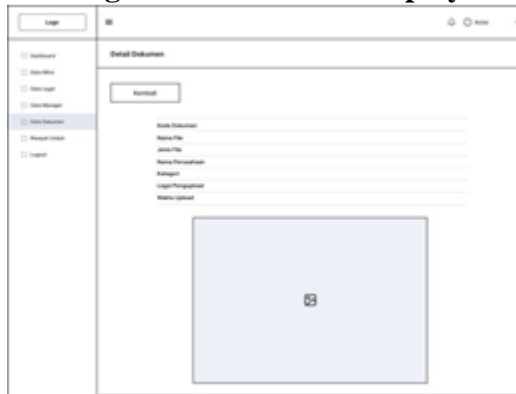 Logo
Actor
Dashboard
Data Mitra
Data Legal
Data Manager
Data Dokumen
Riwayat Unduh
Logout
Detail Dokumen
Kembali
Kode Dokumen
Nama File
Jenis File
Nama Perusahaan
Kategori
Legal Pengupload
Waktu Upload